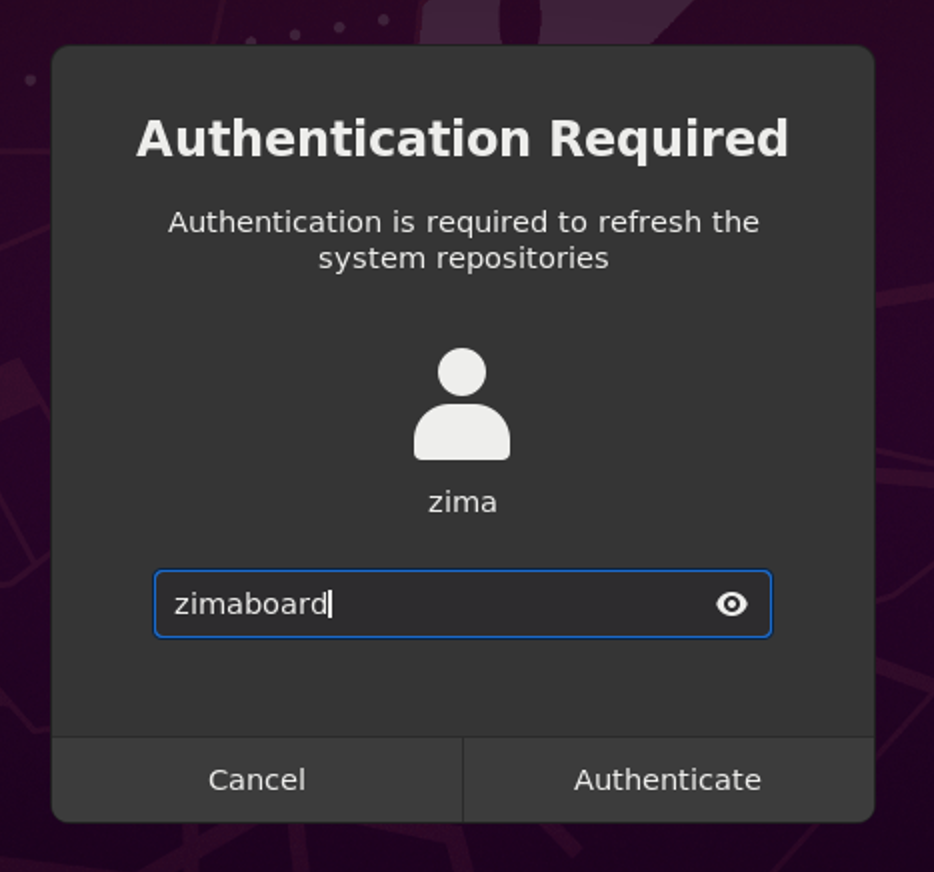 Authentication Required
Authentication is required to refresh the
system repositories
zima
zimaboard
Cancel
Authenticate